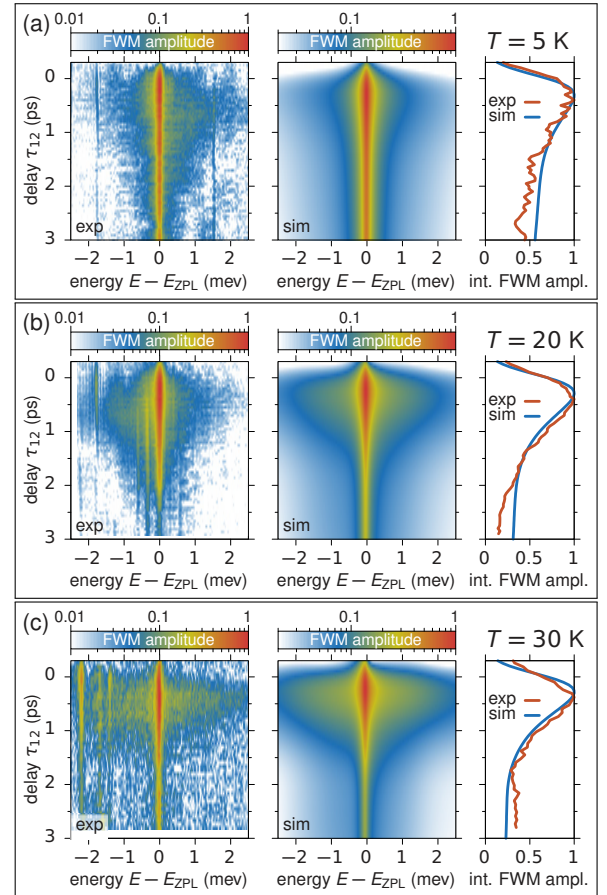 (a)
0.01 0.1 1
FWM amplitude
0.1 1
FWM amplitude
T = 5 K
delay τ12 (ps)
0
1
2
3
exp
sim
exp
sim
−2 −1 0 1 2
−2 −1 0 1 2
0 0.5 1
energy E − EZPL (mev)
energy E − EZPL (mev)
int. FWM ampl.
(b)
0.01 0.1 1
FWM amplitude
0.1 1
FWM amplitude
T = 20 K
delay τ12 (ps)
0
1
2
3
exp
sim
exp
sim
−2 −1 0 1 2
−2 −1 0 1 2
0 0.5 1
energy E − EZPL (mev)
energy E − EZPL (mev)
int. FWM ampl.
(c)
0.01 0.1 1
FWM amplitude
0.1 1
FWM amplitude
T = 30 K
delay τ12 (ps)
0
1
2
3
exp
sim
exp
sim
−2 −1 0 1 2
−2 −1 0 1 2
0 0.5 1
energy E − EZPL (mev)
energy E − EZPL (mev)
int. FWM ampl.